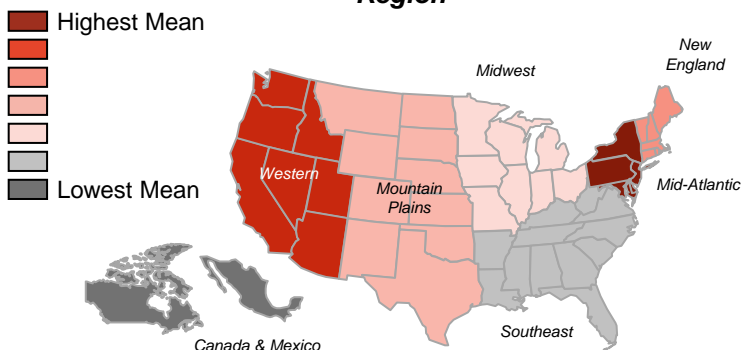 Region
Highest Mean
Lowest Mean
New
England
Midwest
Western
Mountain
Plains
Mid-Atlantic
Southeast
Canada & Mexico